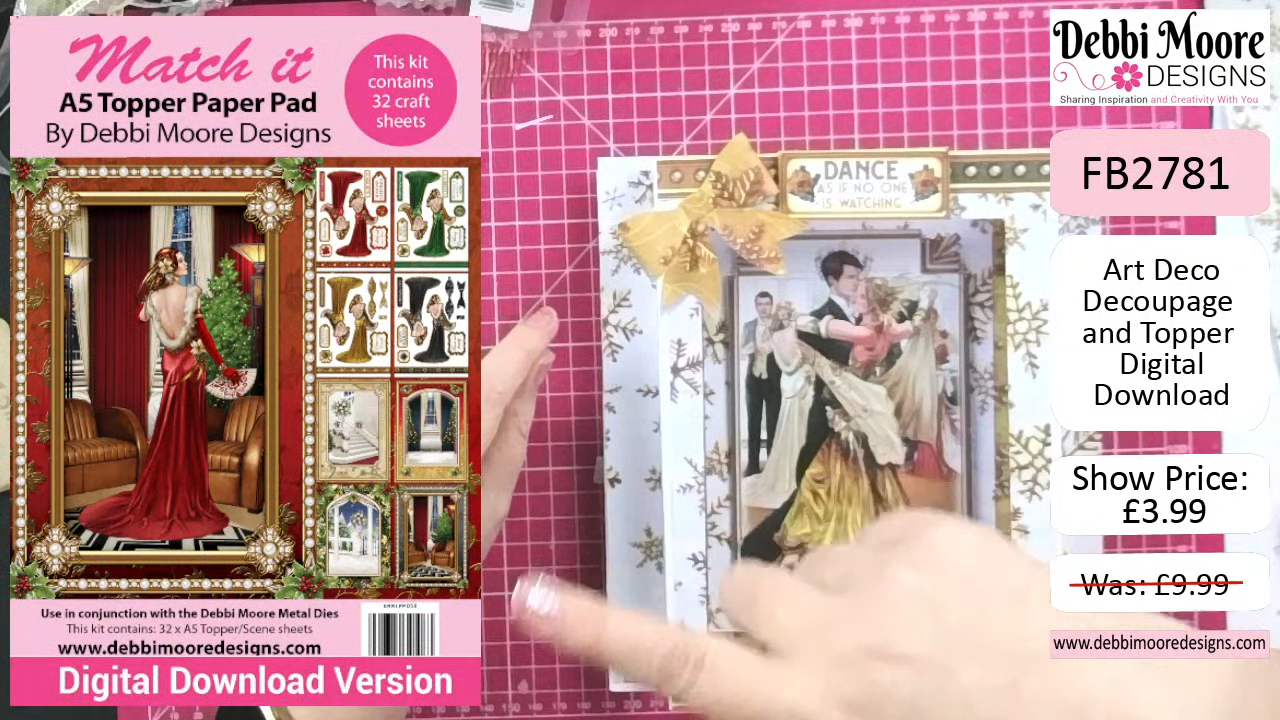 Match it
A5 Topper Paper Pad
By Debbi Moore Designs
This kit
contains
32 craft
sheets
Use in conjunction with the Debbi Moore Metal Dies
This kit contains: 32 x A5 Topper/Scene sheets
www.debbimooredesigns.com
Digital Download Version
200
DANCE
AS IF NO ONE
IS WATCHING
Debbi Moore
DESIGNS
Sharing Inspiration and Creativity With You
FB2781
Art Deco
Decoupage
and Topper
Digital
Download
Show Price:
£3.99
Was: £9.99
www.debbimooredesigns.com